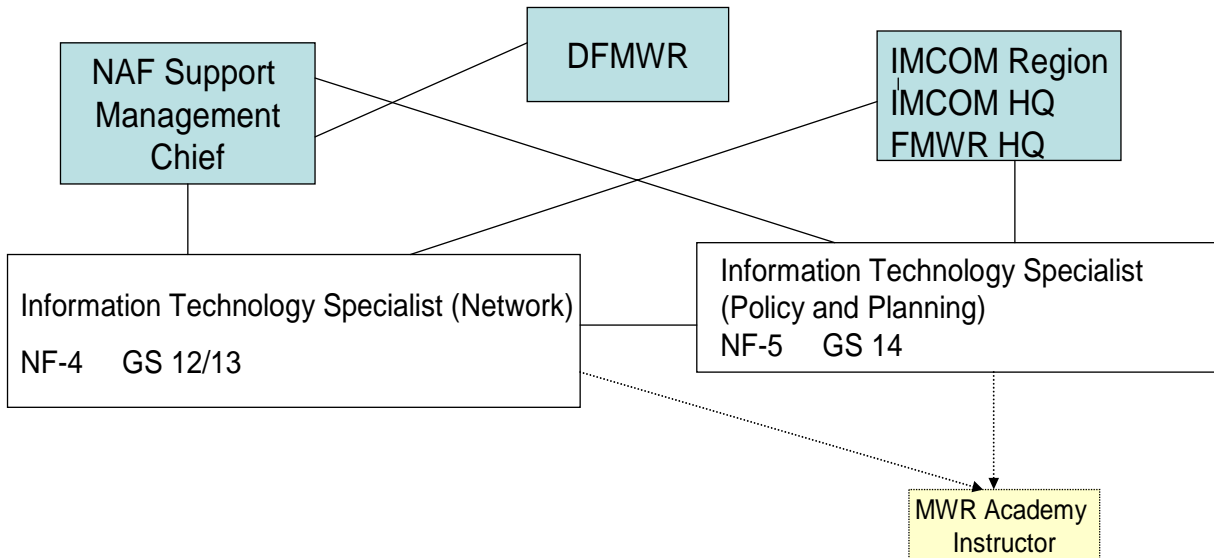 NAF Support
Management
Chief
DFMWR
IMCOM Region
IMCOM HQ
FMWR HQ
Information Technology Specialist (Network)
NF-4 GS 12/13
Information Technology Specialist
(Policy and Planning)
NF-5 GS 14
MWR Academy
Instructor